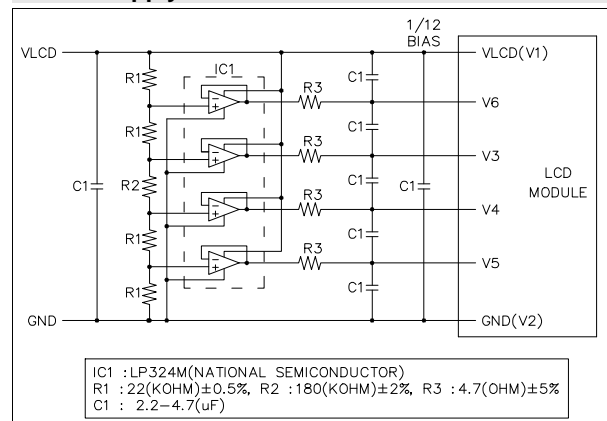 1/12
BIAS
VLCD
IC1
VLCD(V1)
R1
C1
R3
V6
R1
C1
R3
V3
LCD
MODULE
C1
R2
C1
C1
R3
V4
R1
C1
R3
V5
R1
C1
GND
GND(V2)
IC1 :LP324M(NATIONAL SEMICONDUCTOR)
R1 :22(KOHM)±0.5%, R2 :180(KOHM)±2%, R3 :4.7(OHM)±5%
C1 : 2.2-4.7(uF)